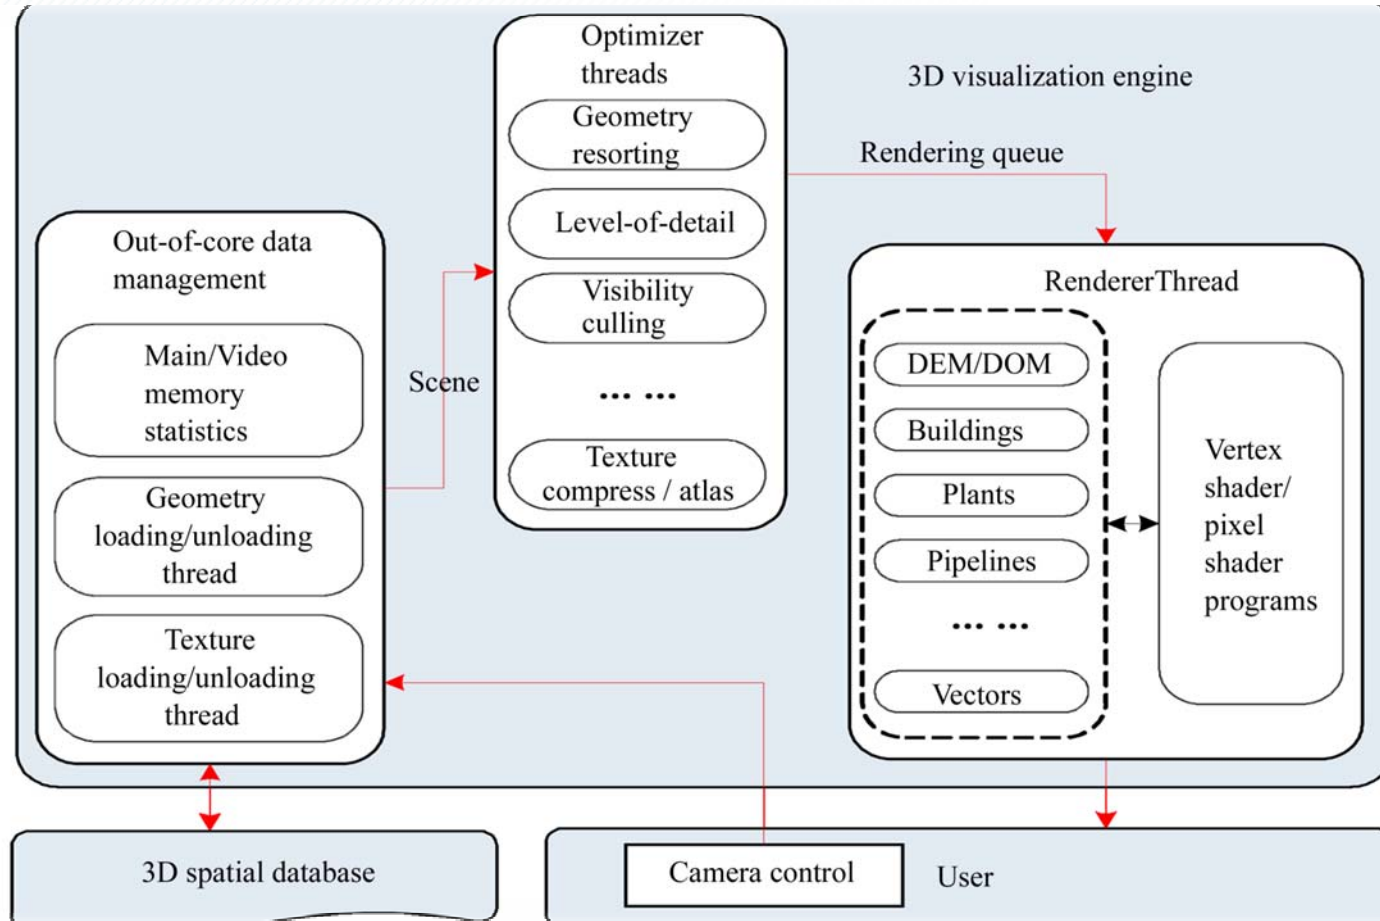 Optimizer
threads
Geometry
resorting
Level-of-detail
Visibility
culling
... ...
Texture
compress / atlas
3D visualization engine
Rendering queue
Out-of-core data
management
Main/Video
memory
statistics
Geometry
loading/unloading
thread
Texture
loading/unloading
thread
Scene
RendererThread
DEM/DOM
Buildings
Plants
Pipelines
... ...
Vectors
Vertex
shader/
pixel
shader
programs
3D spatial database
Camera control
User